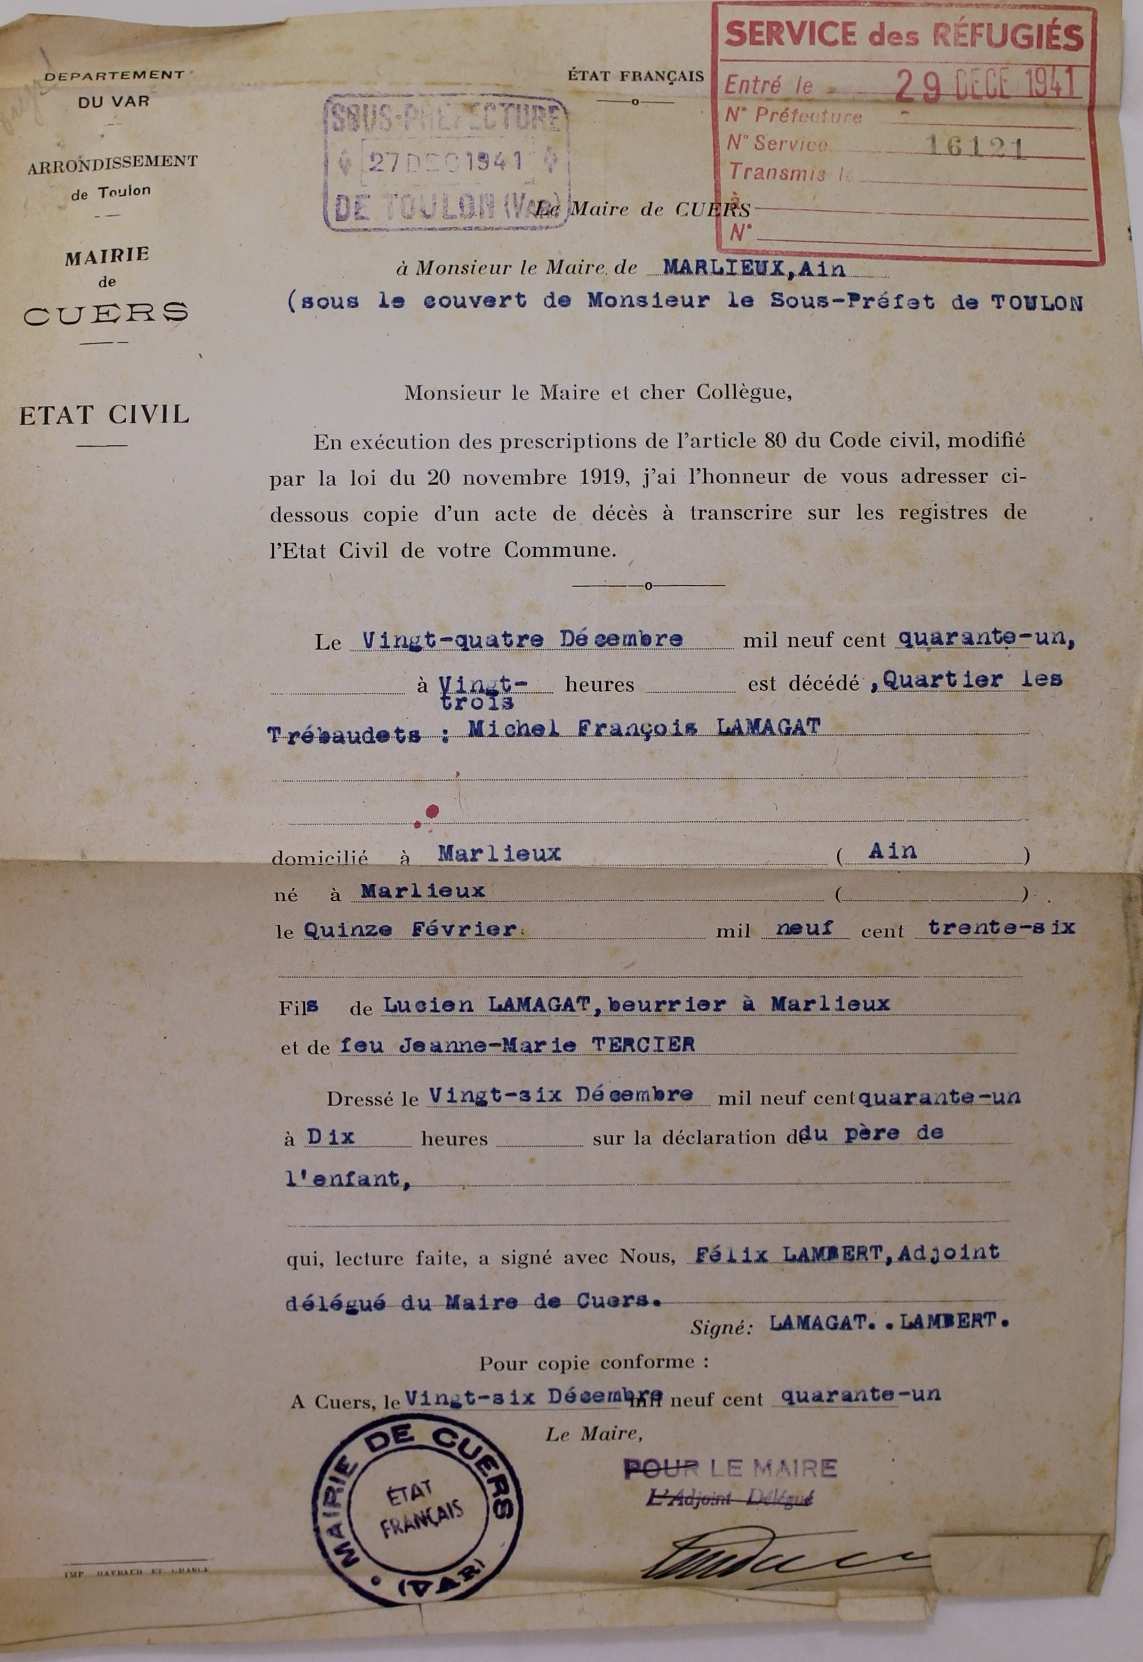 DEPARTEMENT
DU VAR
ARRONDISSEMENT
de Toulon
MAIRIE
de
CUERS
ETAT CIVIL
ÉTAT FRANÇAIS
SOUS-PRÉFECTURE
27 DEC 1941
DE TOULON (VAR)
SERVICE des RÉFUGIÉS
Entré le 29 DECE 1941
N° Préfecture
N° Service 16121
Transmis le
à
N°
Le Maire de CUERS
à Monsieur le Maire de MARLIEUX,Ain
(sous le couvert de Monsieur le Sous-Préfet de TOULON
Monsieur le Maire et cher Collègue,
En exécution des prescriptions de l'article 80 du Code civil, modifié
par la loi du 20 novembre 1919, j'ai l'honneur de vous adresser ci-
dessous copie d'un acte de décès à transcrire sur les registres de
l'Etat Civil de votre Commune.
Le Vingt-quatre Décembre mil neuf cent quarante-un,
à Vingt- heures est décédé ,Quartier les
trois
Trébaudets : Michel François LAMAGAT
domicilié à Marlieux ( Ain )
né à Marlieux ( ) .
le Quinze Février mil neuf cent trente-six
Fils de Lucien LAMAGAT,beurrier à Marlieux
et de feu Jeanne-Marie TERCIER
Dressé le Vingt-six Décembre mil neuf cent quarante-un
à Dix heures sur la déclaration de du père de
l'enfant,
qui, lecture faite, a signé avec Nous, Félix LAMBERT,Adjoint
délégué du Maire de Cuers.
Signé: LAMAGAT..LAMBERT.
Pour copie conforme :
A Cuers, le Vingt-six Décembre mil neuf cent quarante-un
Le Maire,
POUR LE MAIRE
L'Adjoint Délégué
MAIRIE DE CUERS
ÉTAT
FRANÇAIS
(VAR)